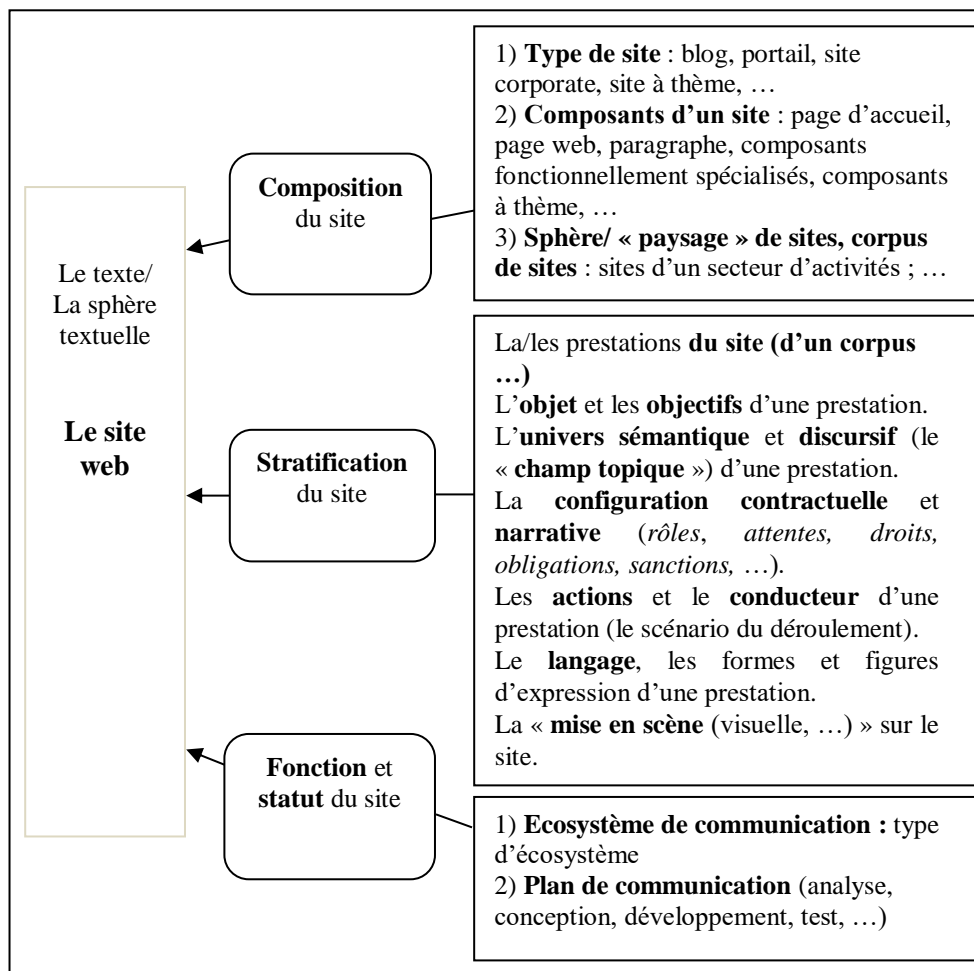 Le texte/
La sphère
textuelle
Le site
web
Composition
du site
1) Type de site : blog, portail, site
corporate, site à thème, …
2) Composants d’un site : page d’accueil,
page web, paragraphe, composants
fonctionnellement spécialisés, composants
à thème, …
3) Sphère/ « paysage » de sites, corpus
de sites : sites d’un secteur d’activités ; …
Stratification
du site
La/les prestations du site (d’un corpus
…)
L’objet et les objectifs d’une prestation.
L’univers sémantique et discursif (le
« champ topique ») d’une prestation.
La configuration contractuelle et
narrative (rôles, attentes, droits,
obligations, sanctions, …).
Les actions et le conducteur d’une
prestation (le scénario du déroulement).
Le langage, les formes et figures
d’expression d’une prestation.
La « mise en scène (visuelle, …) » sur le
site.
Fonction et
statut du site
1) Ecosystème de communication : type
d’écosystème
2) Plan de communication (analyse,
conception, développement, test, …)